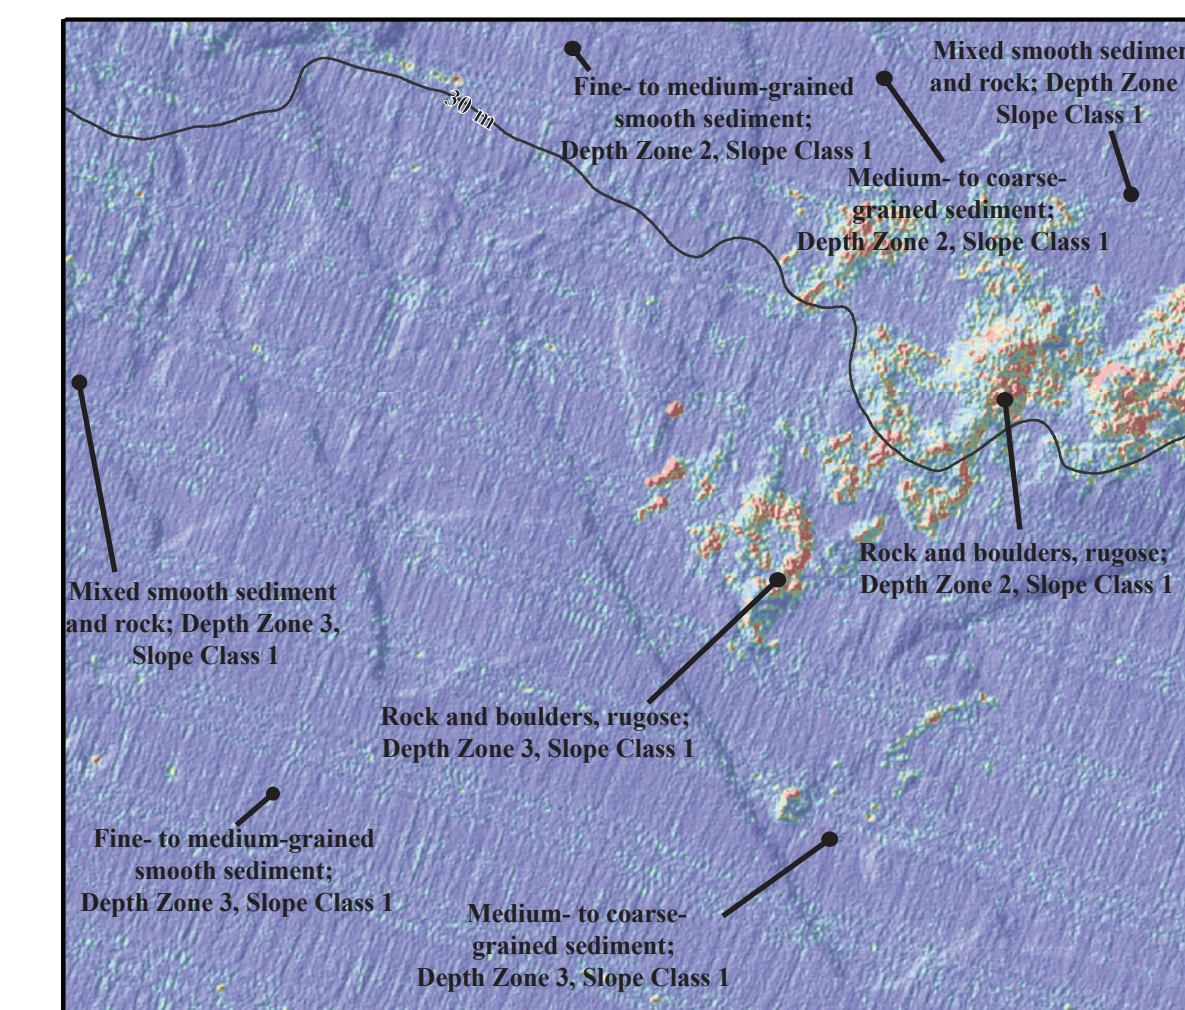 Mixed smooth
and rock; Depth Zone
Slope Class 1
Fine- to medium-grained
smooth sediment;
Depth Zone 2, Slope Class 1
30 m
Medium- to coarse-
grained sediment;
Depth Zone 2, Slope Class 1
Rock and boulders, rugose;
Depth Zone 2, Slope Class 1
Mixed smooth sediment
and rock; Depth Zone 3,
Slope Class 1
Rock and boulders, rugose;
Depth Zone 3, Slope Class 1
Fine- to medium-grained
smooth sediment;
Depth Zone 3, Slope Class 1
Medium- to coarse-
grained sediment;
Depth Zone 3, Slope Class 1